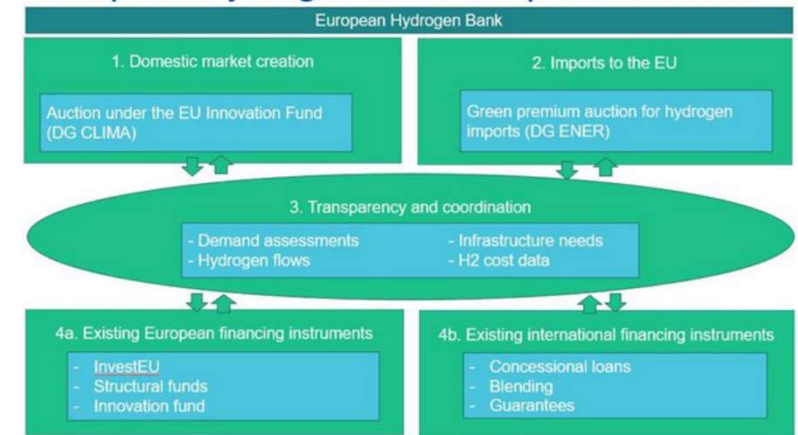 European Hydrogen Bank
1. Domestic market creation
Auction under the EU Innovation Fund
(DG CLIMA)
2. Imports to the EU
Green premium auction for hydrogen
imports (DG ENER)
3. Transparency and coordination
- Demand assessments
- Hydrogen flows
- Infrastructure needs
- H2 cost data
4a. Existing European financing instruments
- InvestEU
- Structural funds
- Innovation fund
4b. Existing international financing instruments
- Concessional loans
- Blending
- Guarantees